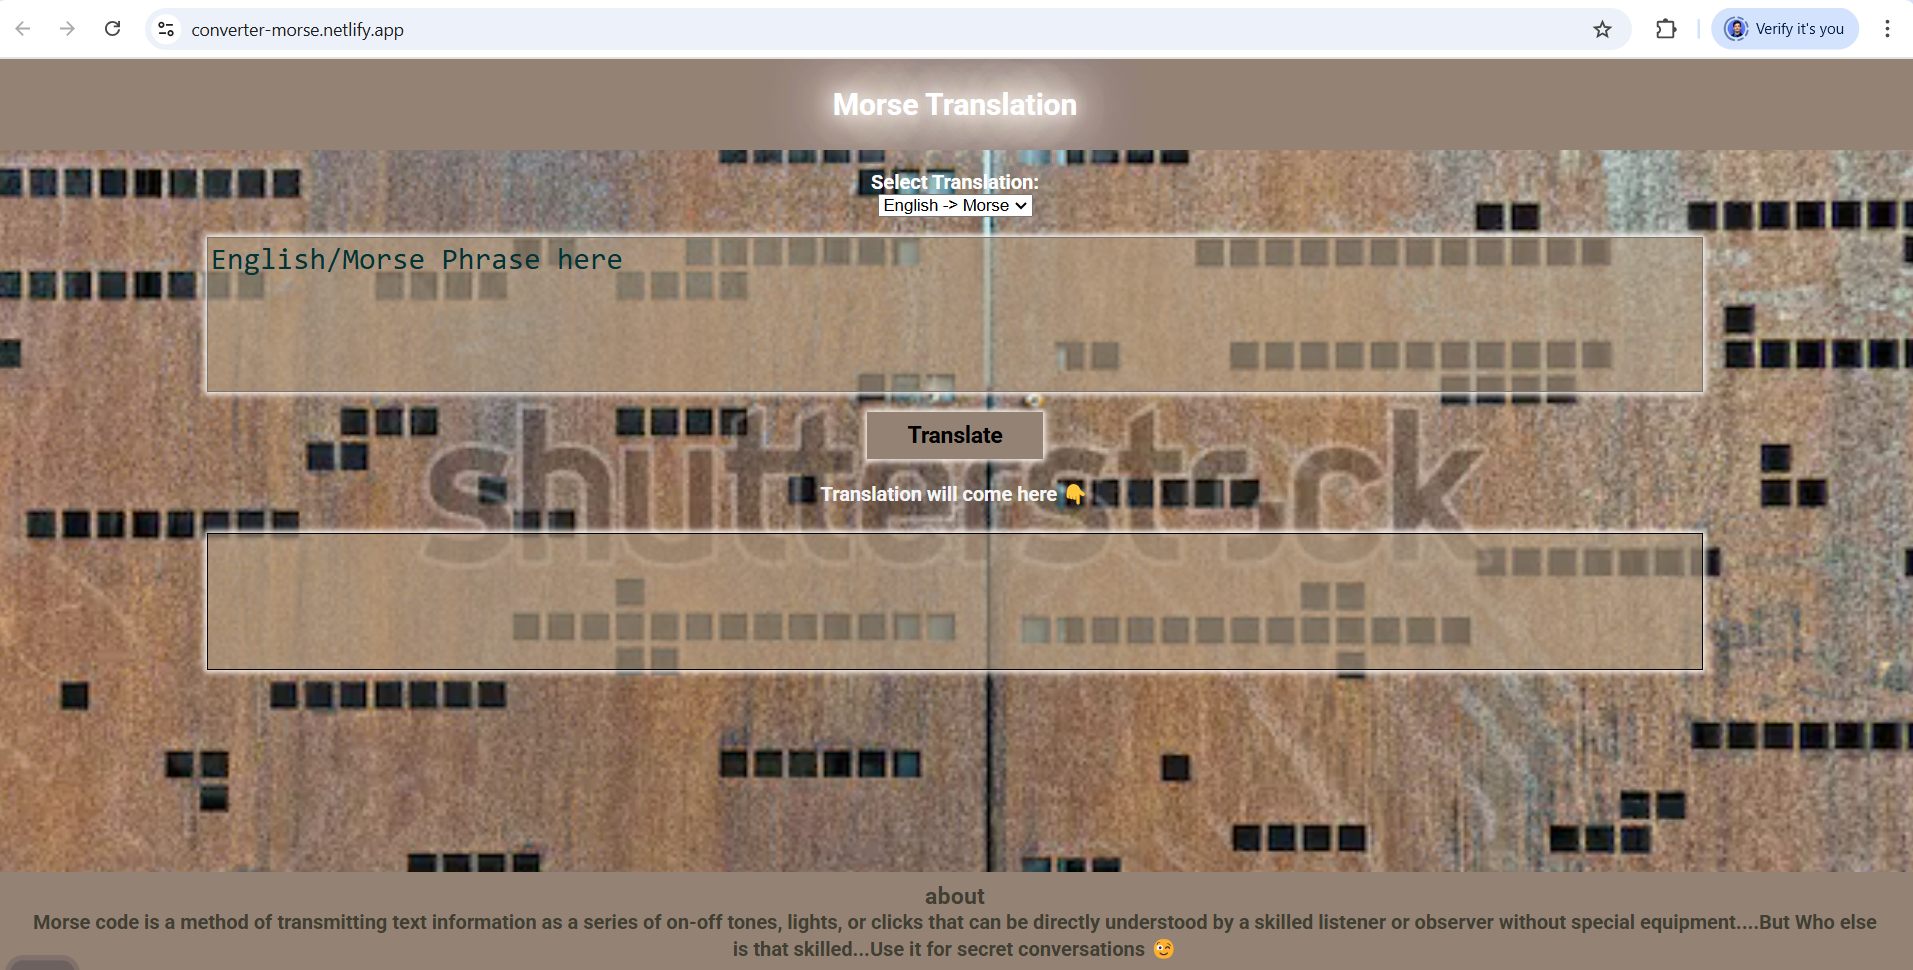 converter-morse.netlify.app
Verify it's you
Morse Translation
Select Translation:
English -> Morse
English/Morse Phrase here
shutterstock
Translate
Translation will come here 👇
about
Morse code is a method of transmitting text information as a series of on-off tones, lights, or clicks that can be directly understood by a skilled listener or observer without special equipment....But Who else
is that skilled...Use it for secret conversations 😉